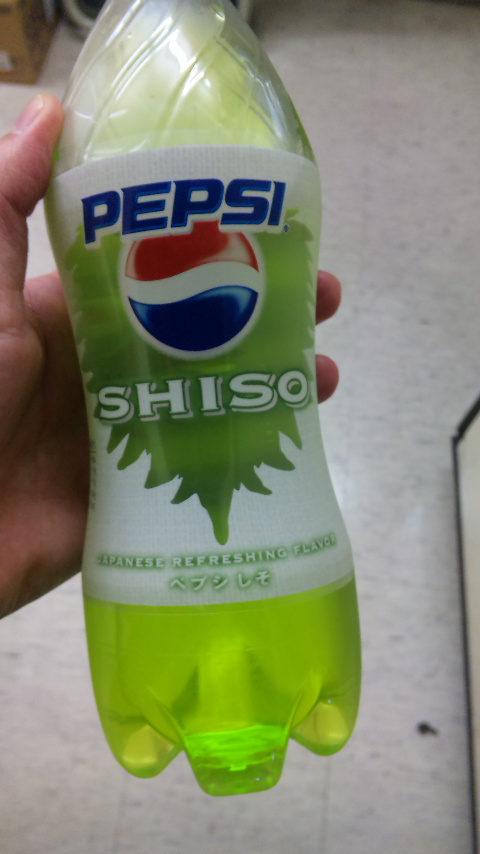 PEPSI
SHISO
JAPANESE REFRESHING FLAVOR
ペプシ しそ